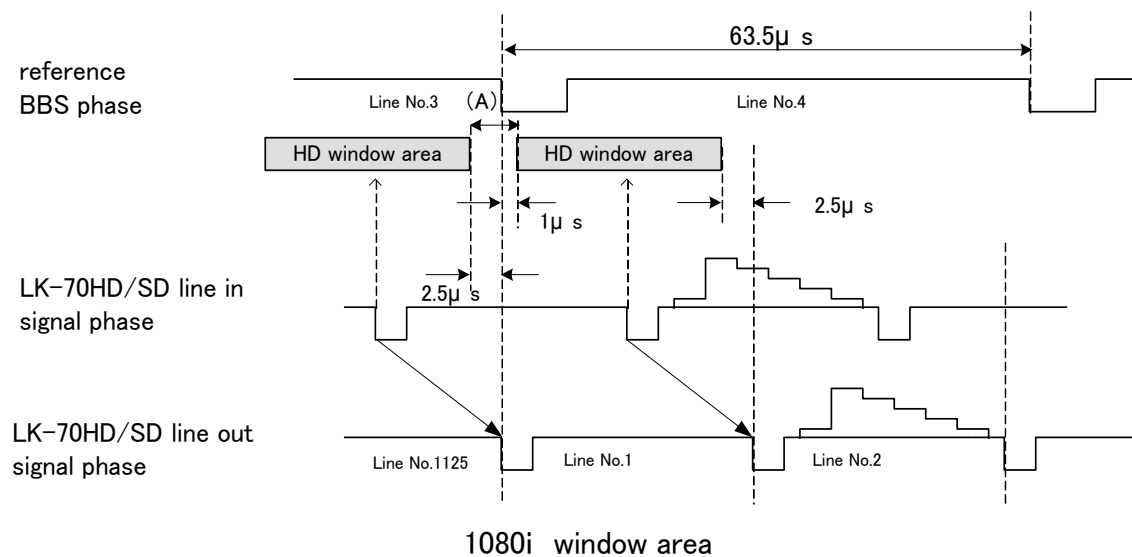 63.5μ s
reference
BBS phase
Line No.3
(A)
Line No.4
HD window area
HD window area
1μ s
2.5μ s
LK-70HD/SD line in
signal phase
2.5μ s
LK-70HD/SD line out
signal phase
Line No.1125
Line No.1
Line No.2
1080i window area